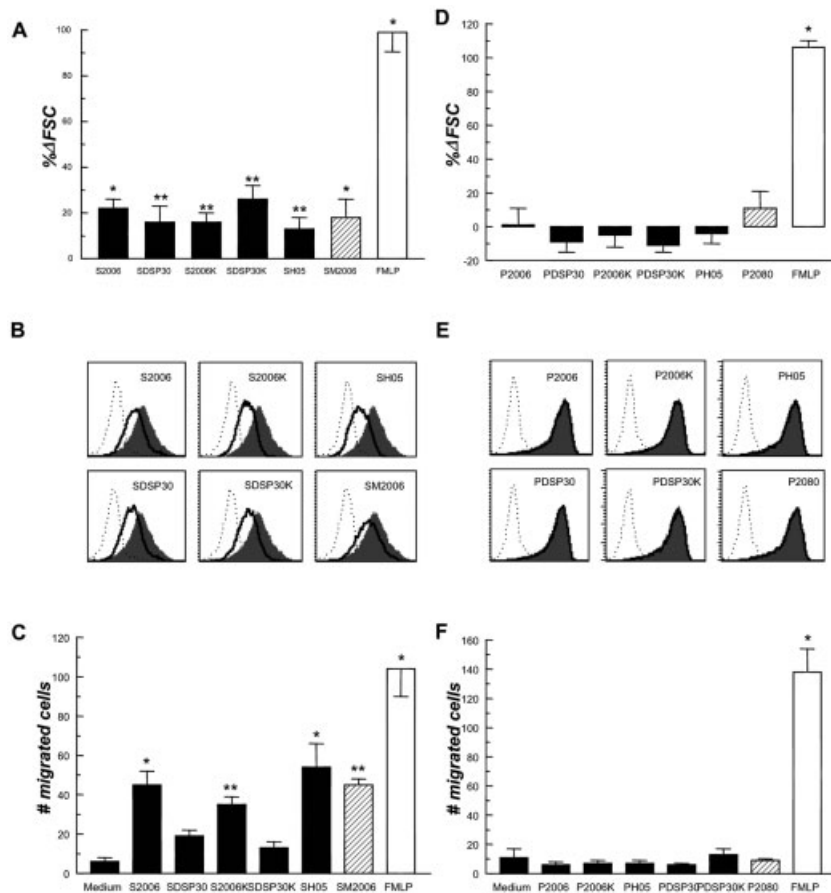 A
%ΔFSC
100
80
60
40
20
0
* ** ** ** ** * *
S2006 SDSP30 S2006K SDSP30K SH05 SM2006 FMLP
D
%ΔFSC
120
100
80
60
40
20
0
-20
*
P2006 PDSP30 P2006K PDSP30K PH05 P2080 FMLP
B
S2006 S2006K SH05
SDSP30 SDSP30K SM2006
E
P2006 P2006K PH05
PDSP30 PDSP30K P2080
C
# migrated cells
120
100
80
60
40
20
0
* ** * ** *
Medium S2006 SDSP30 S2006K SDSP30K SH05 SM2006 FMLP
F
# migrated cells
160
140
120
100
80
60
40
20
0
*
Medium P2006 P2006K PH05 PDSP30 PDSP30K P2080 FMLP